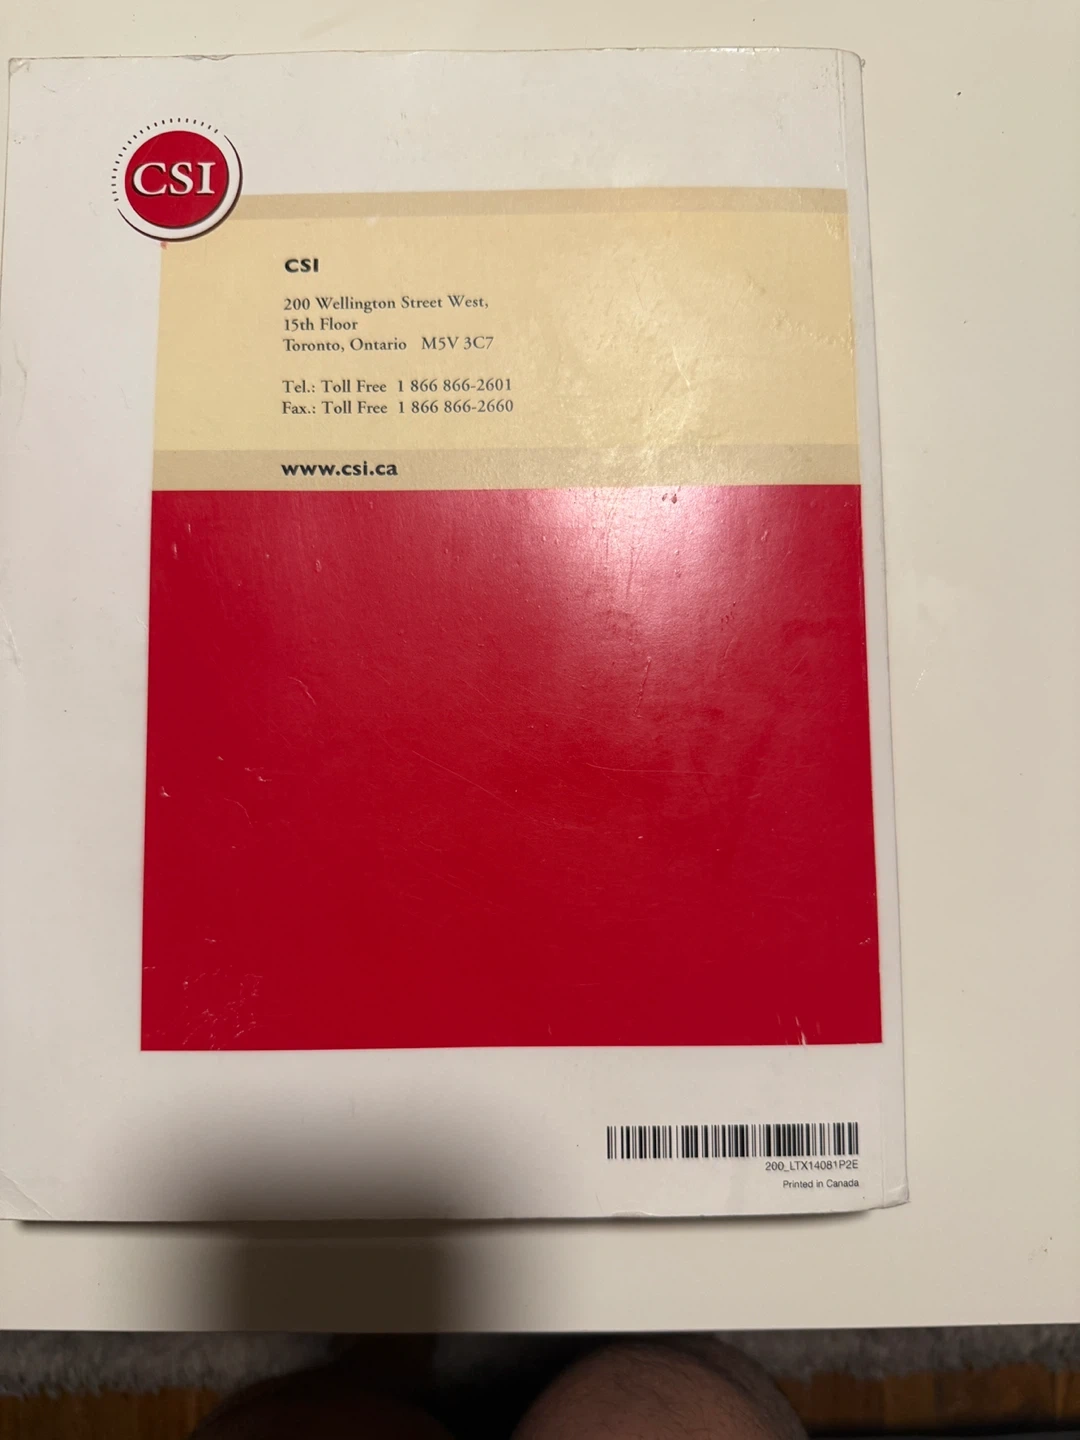 CSI
CSI
200 Wellington Street West,
15th Floor
Toronto, Ontario M5V 3C7
Tel.: Toll Free 1 866 866-2601
Fax.: Toll Free 1 866 866-2660
www.csi.ca
200_LTX14081P2E
Printed in Canada